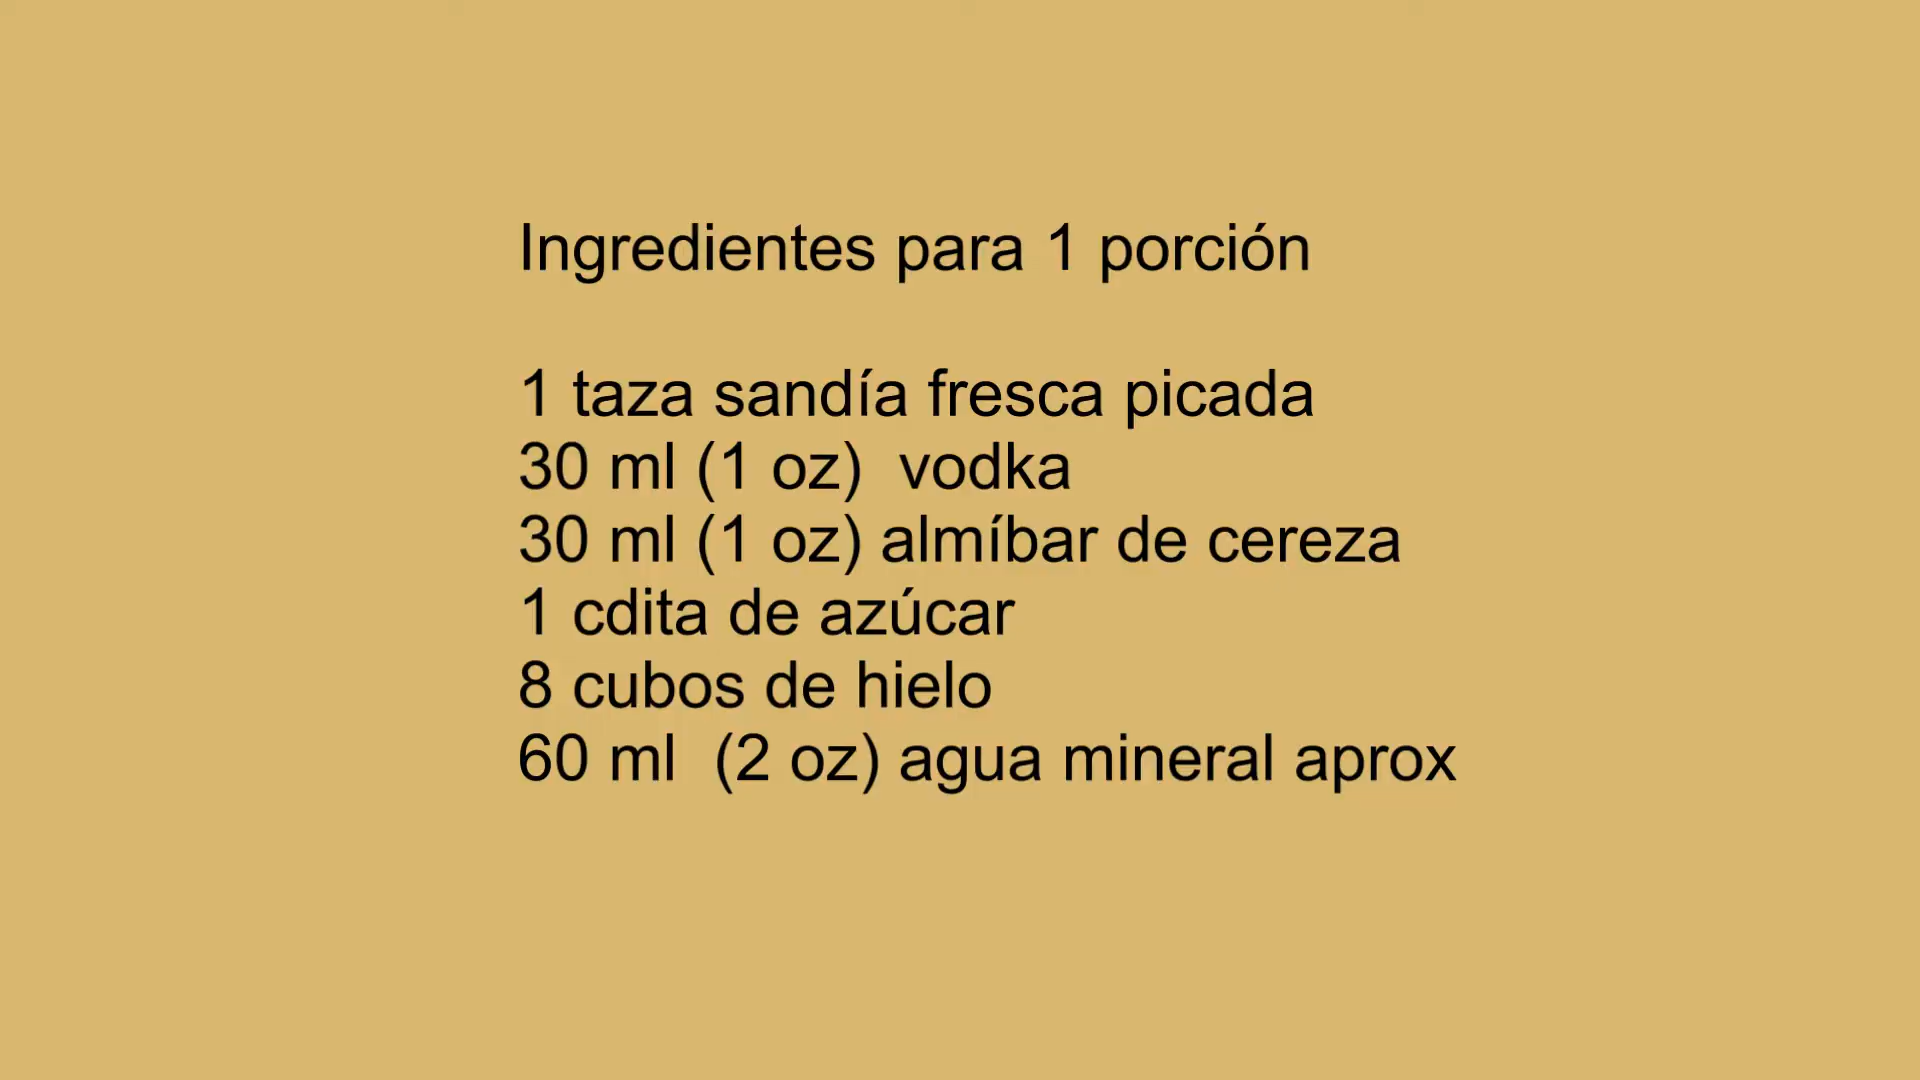 Ingredientes para 1 porción
1 taza sandía fresca picada
30 ml (1 oz)  vodka
30 ml (1 oz) almíbar de cereza
1 cdita de azúcar
8 cubos de hielo
60 ml  (2 oz) agua mineral aprox